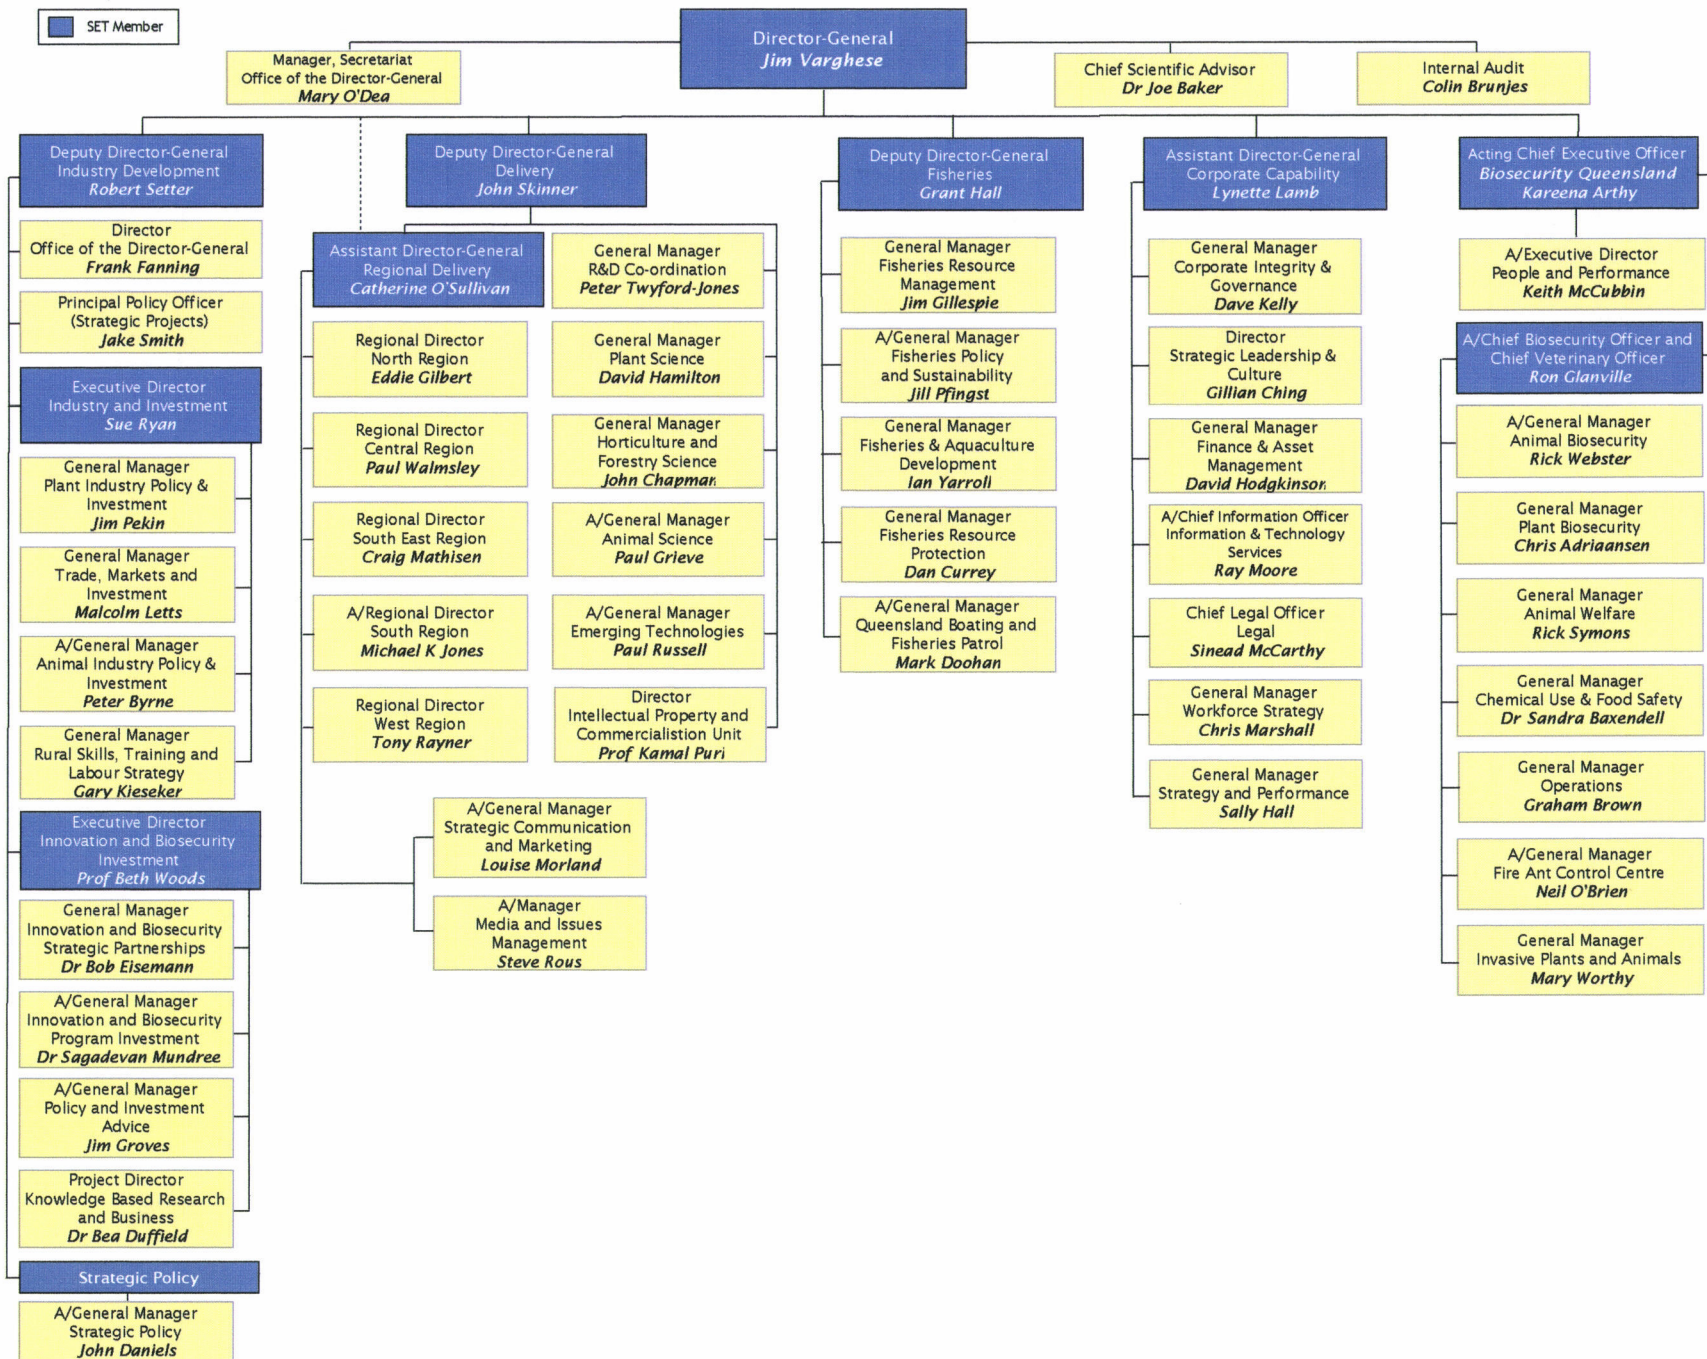 SET Member
Director-General
Jim Varghese
Manager, Secretariat
Office of the Director-General
Mary O'Dea
Chief Scientific Advisor
Dr Joe Baker
Internal Audit
Colin Brunjes
Deputy Director-General
Industry Development
Robert Setter
Director
Office of the Director-General
Frank Fanning
Principal Policy Officer
(Strategic Projects)
Jake Smith
Executive Director
Industry and Investment
Sue Ryan
General Manager
Plant Industry Policy &
Investment
Jim Pekin
General Manager
Trade, Markets and
Investment
Malcolm Letts
A/General Manager
Animal Industry Policy &
Investment
Peter Byrne
General Manager
Rural Skills, Training and
Labour Strategy
Gary Kieseker
Executive Director
Innovation and Biosecurity
Investment
Prof Beth Woods
General Manager
Innovation and Biosecurity
Strategic Partnerships
Dr Bob Eisemann
A/General Manager
Innovation and Biosecurity
Program Investment
Dr Sagadevan Mundree
A/General Manager
Policy and Investment
Advice
Jim Groves
Project Director
Knowledge Based Research
and Business
Dr Bea Duffield
Strategic Policy
A/General Manager
Strategic Policy
John Daniels
Deputy Director-General
Delivery
John Skinner
Assistant Director-General
Regional Delivery
Catherine O'Sullivan
Regional Director
North Region
Eddie Gilbert
Regional Director
Central Region
Paul Walmsley
Regional Director
South East Region
Craig Mathisen
A/Regional Director
South Region
Michael K Jones
Regional Director
West Region
Tony Rayner
General Manager
R&D Co-ordination
Peter Twyford-Jones
General Manager
Plant Science
David Hamilton
General Manager
Horticulture and
Forestry Science
John Chapman
A/General Manager
Animal Science
Paul Grieve
A/General Manager
Emerging Technologies
Paul Russell
Director
Intellectual Property and
Commercialistion Unit
Prof Kamal Puri
A/General Manager
Strategic Communication
and Marketing
Louise Morland
A/Manager
Media and Issues
Management
Steve Rous
Deputy Director-General
Fisheries
Grant Hall
General Manager
Fisheries Resource
Management
Jim Gillespie
A/General Manager
Fisheries Policy
and Sustainability
Jill Pfingst
General Manager
Fisheries & Aquaculture
Development
Ian Yarroll
General Manager
Fisheries Resource
Protection
Dan Currey
A/General Manager
Queensland Boating and
Fisheries Patrol
Mark Doohan
Assistant Director-General
Corporate Capability
Lynette Lamb
General Manager
Corporate Integrity &
Governance
Dave Kelly
Director
Strategic Leadership &
Culture
Gillian Ching
General Manager
Finance & Asset
Management
David Hodgkinson
A/Chief Information Officer
Information & Technology
Services
Ray Moore
Chief Legal Officer
Legal
Sinead McCarthy
General Manager
Workforce Strategy
Chris Marshall
General Manager
Strategy and Performance
Sally Hall
Acting Chief Executive Officer
Biosecurity Queensland
Kareena Arthy
A/Executive Director
People and Performance
Keith McCubbin
A/Chief Biosecurity Officer and
Chief Veterinary Officer
Ron Glanville
A/General Manager
Animal Biosecurity
Rick Webster
General Manager
Plant Biosecurity
Chris Adriaansen
General Manager
Animal Welfare
Rick Symons
General Manager
Chemical Use & Food Safety
Dr Sandra Baxendell
General Manager
Operations
Graham Brown
A/General Manager
Fire Ant Control Centre
Neil O'Brien
General Manager
Invasive Plants and Animals
Mary Worthy